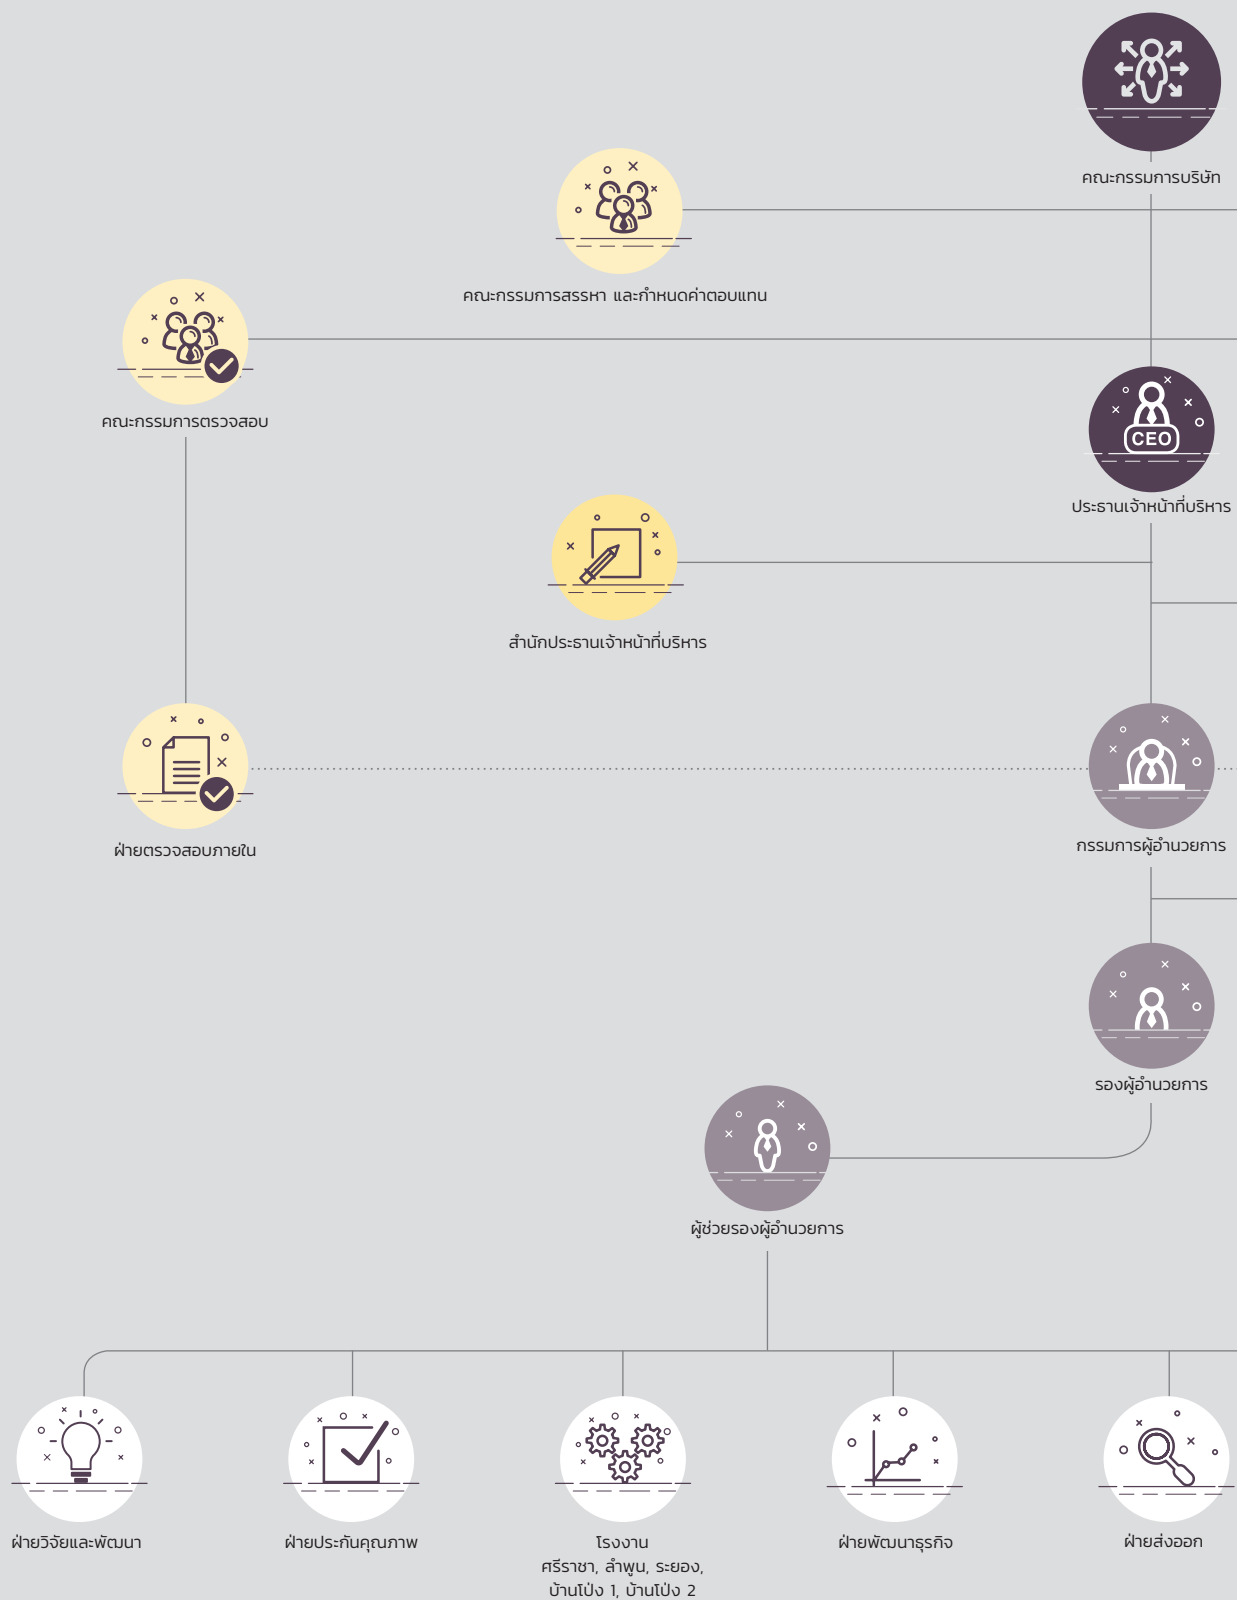 คณะกรรมการบริษัท
คณะกรรมการสรรหา และกำหนดค่าตอบแทน
คณะกรรมการตรวจสอบ
CEO
ประธานเจ้าหน้าที่บริหาร
สำนักประธานเจ้าหน้าที่บริหาร
ฝ่ายตรวจสอบภายใน
กรรมการผู้อำนวยการ
รองผู้อำนวยการ
ผู้ช่วยรองผู้อำนวยการ
ฝ่ายวิจัยและพัฒนา
ฝ่ายประกันคุณภาพ
โรงงาน
ศรีราชา, ลำพูน, ระยอง,
บ้านโป่ง 1, บ้านโป่ง 2
ฝ่ายพัฒนาธุรกิจ
ฝ่ายส่งออก